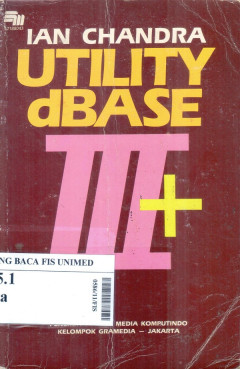 IAN CHANDRA
UTILITY
dBASE
III+
NG BACA FIS UNIMED
5.1
a
MEDIA KOMPUTINDO
KELOMPOK GRAMEDIA – JAKARTA